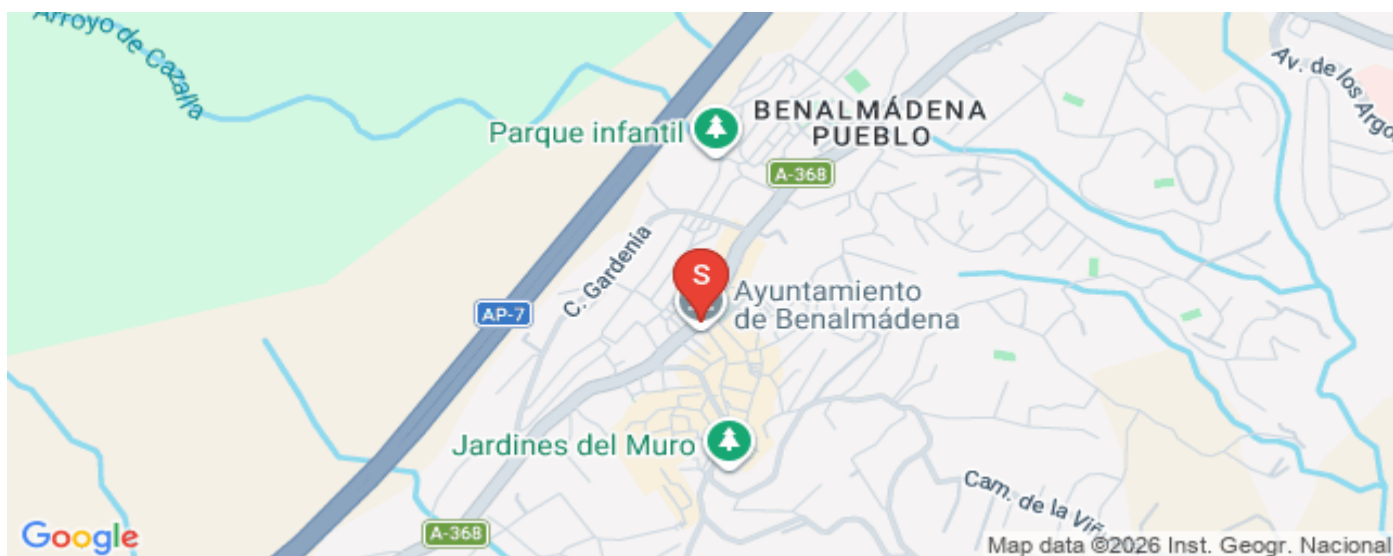 Arroyo de Cazalla
Av. de los Argo
BENALMÁDENA
PUEBLO
Parque infantil
A-368
C. Gardenia
S
AP-7
Ayuntamiento
de Benalmádena
Jardines del Muro
Cam. de la Viñ
A-368
Google
Map data ©2026 Inst. Geogr. Nacional